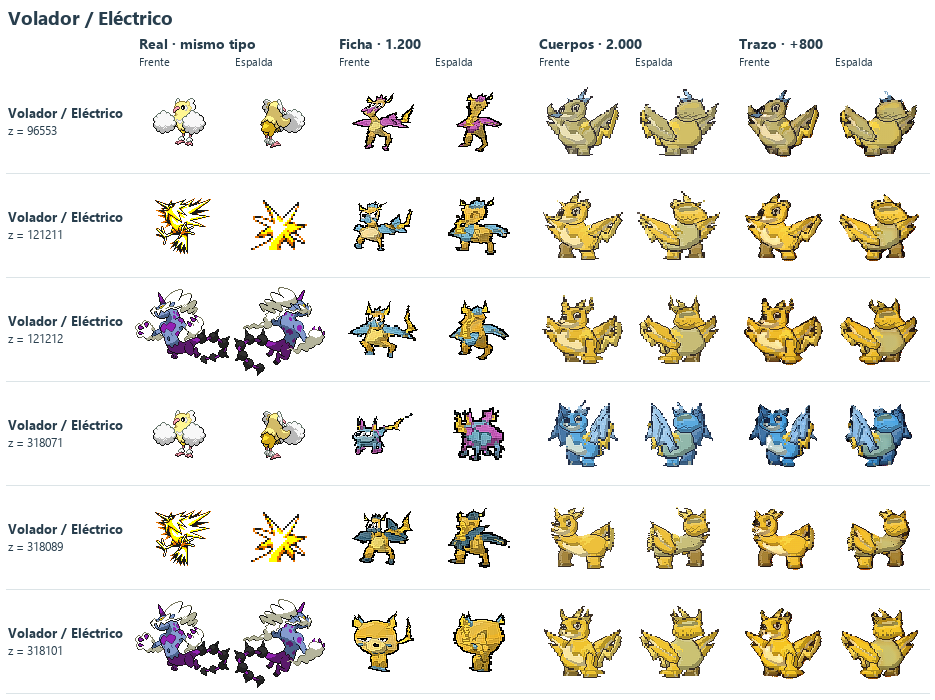 Volador / Eléctrico
Real · mismo tipo
Ficha · 1.200
Cuerpos · 2.000
Trazo · +800
Frente
Espalda
Frente
Espalda
Frente
Espalda
Frente
Espalda
Volador / Eléctrico
z = 96553
Volador / Eléctrico
z = 121211
Volador / Eléctrico
z = 121212
Volador / Eléctrico
z = 318071
Volador / Eléctrico
z = 318089
Volador / Eléctrico
z = 318101